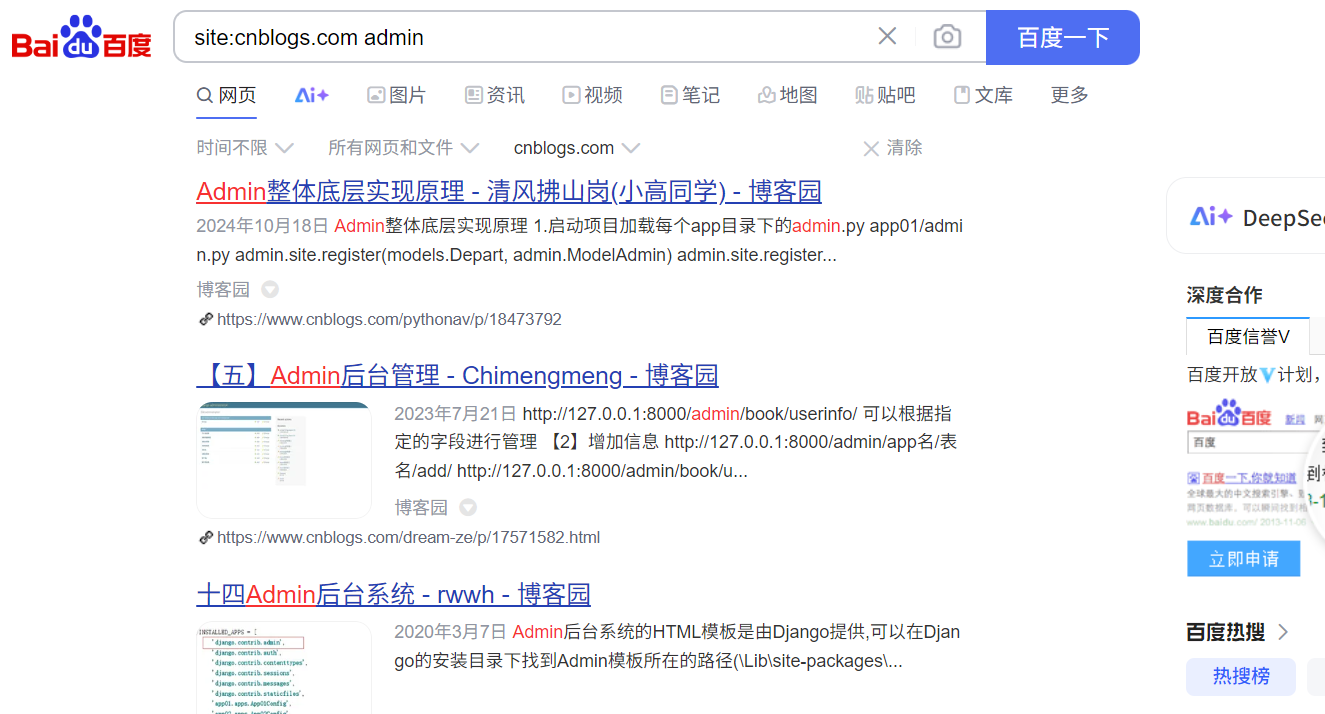 Bai du 百度
site:cnblogs.com admin
百度一下
网页 Ai+ 图片 资讯 视频 笔记 地图 贴吧 文库 更多
时间不限 所有网页和文件 cnblogs.com 清除
Admin整体底层实现原理 - 清风拂山岗(小高同学) - 博客园
2024年10月18日 Admin整体底层实现原理 1.启动项目加载每个app目录下的admin.py app01/admi
n.py admin.site.register(models.Depart, admin.ModelAdmin) admin.site.register...
博客园
https://www.cnblogs.com/pythonav/p/18473792
【五】Admin后台管理 - Chimengmeng - 博客园
2023年7月21日 http://127.0.0.1:8000/admin/book/userinfo/ 可以根据指
定的字段进行管理 【2】增加信息 http://127.0.0.1:8000/admin/app名/表
名/add/ http://127.0.0.1:8000/admin/book/u...
博客园
https://www.cnblogs.com/dream-ze/p/17571582.html
十四Admin后台系统 - rwwh - 博客园
INSTALLED_APPS = [
'django.contrib.admin',
'django.contrib.auth',
'django.contrib.contenttypes',
'django.contrib.sessions',
'django.contrib.messages',
'django.contrib.staticfiles',
'app01.apps.App01Config',
2020年3月7日 Admin后台系统的HTML模板是由Django提供,可以在Djan
go的安装目录下找到Admin模板所在的路径(\Lib\site-packages\...
Ai+ DeepSee
深度合作
百度信誉V
百度开放V计划，
Bai du 百度 新闻 网
百度
百度一下,你就知道
全球最大的中文搜索引擎、
网页数据库，可以瞬间找到相
www.baidu.com/ 2013-11-06
到
立即申请
百度热搜
热搜榜